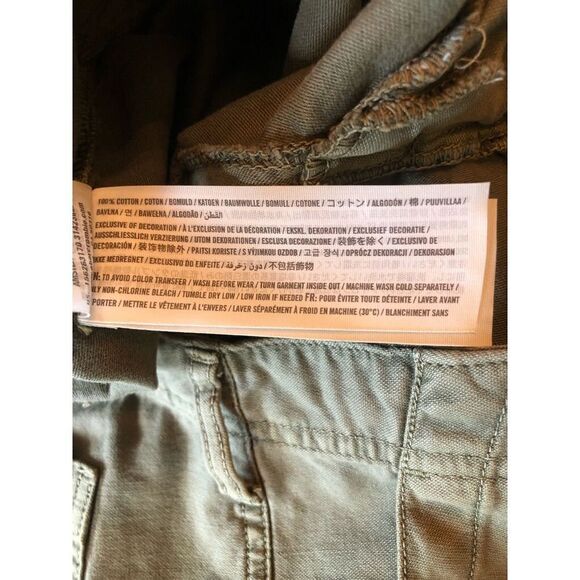 100% COTTON / COTON / BOMULD / KATOEN / BAUMWOLLE / BOMULL / COTONE / コットン / ALGODÓN / 棉 / PUUVILLAA /
BAVLNA / 면 / BAWEŁNA / ALGODÃO / القطن
EXCLUSIVE OF DECORATION / À L'EXCLUSION DE LA DÉCORATION / EKSKL. DEKORATION / EXCLUSIEF DECORATIE /
AUSSCHLIESSLICH VERZIERUNG / UTOM DEKORATIONEN / ESCLUSA DECORAZIONE / 装飾を除く / EXCLUSIVO DE
DECORACIÓN / 装饰物除外 / PAITSI KORISTE / S VÝJIMKOU OZDOB / 고급 장식 / OPRÓCZ DEKORACJI / DEKORASJON
IKKE MEDREGNET / EXCLUSIVO DO ENFEITE / دون زخرفة / 不包括飾物
TO AVOID COLOR TRANSFER / WASH BEFORE WEAR / TURN GARMENT INSIDE OUT / MACHINE WASH COLD SEPARATELY /
NLY NON-CHLORINE BLEACH / TUMBLE DRY LOW / LOW IRON IF NEEDED FR: POUR ÉVITER TOUTE DÉTEINTE / LAVER AVANT
PORTER / METTRE LE VÊTEMENT À L'ENVERS / LAVER SÉPARÉMENT À FROID EN MACHINE (30°C) / BLANCHIMENT SANS